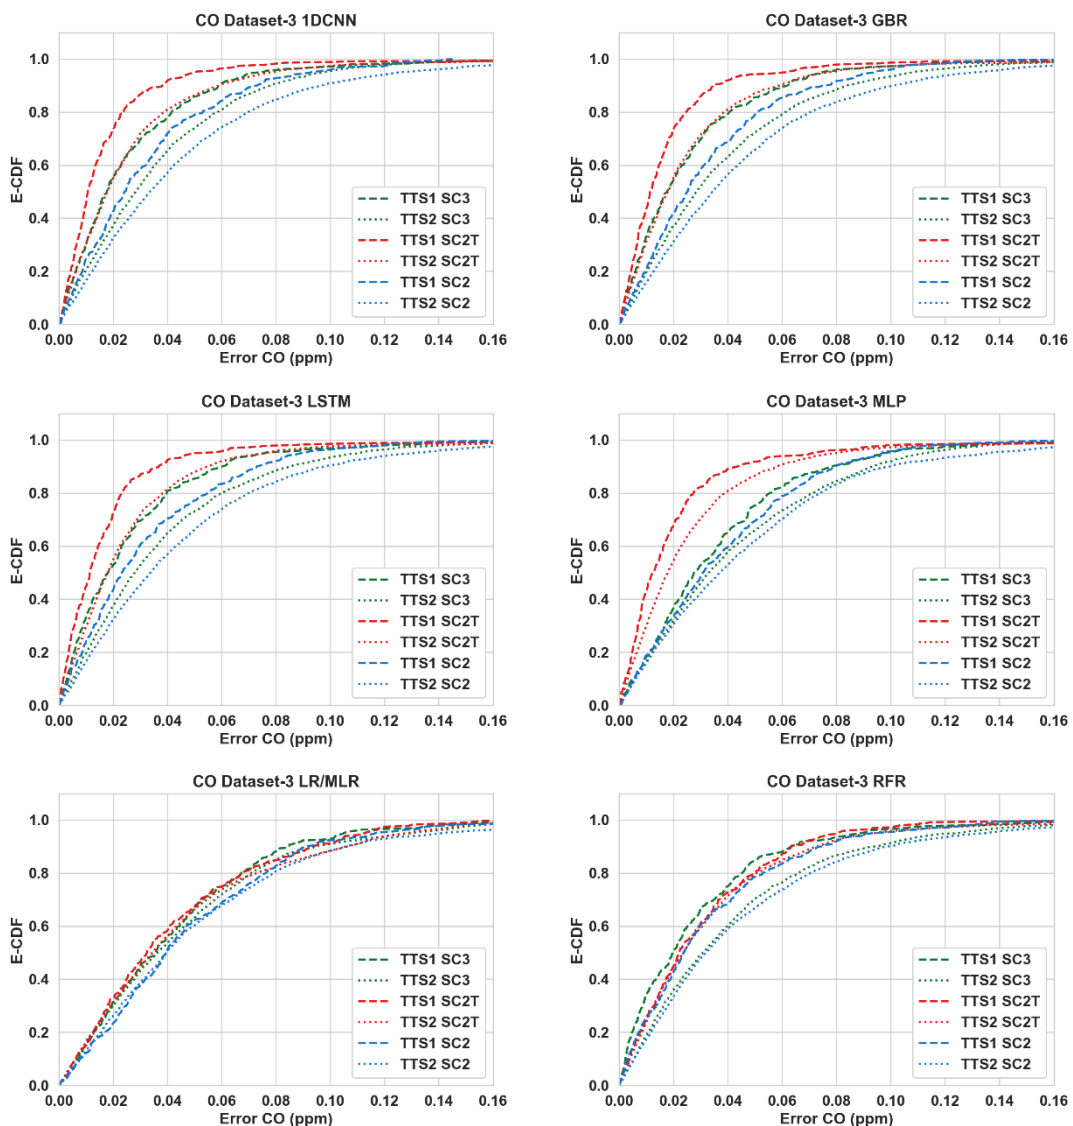 CO Dataset-3 1DCNN
E-CDF
1.0
0.8
0.6
0.4
0.2
0.0
TTS1 SC3
TTS2 SC3
TTS1 SC2T
TTS2 SC2T
TTS1 SC2
TTS2 SC2
0.00 0.02 0.04 0.06 0.08 0.10 0.12 0.14 0.16
Error CO (ppm)
CO Dataset-3 GBR
E-CDF
1.0
0.8
0.6
0.4
0.2
0.0
TTS1 SC3
TTS2 SC3
TTS1 SC2T
TTS2 SC2T
TTS1 SC2
TTS2 SC2
0.00 0.02 0.04 0.06 0.08 0.10 0.12 0.14 0.16
Error CO (ppm)
CO Dataset-3 LSTM
E-CDF
1.0
0.8
0.6
0.4
0.2
0.0
TTS1 SC3
TTS2 SC3
TTS1 SC2T
TTS2 SC2T
TTS1 SC2
TTS2 SC2
0.00 0.02 0.04 0.06 0.08 0.10 0.12 0.14 0.16
Error CO (ppm)
CO Dataset-3 MLP
E-CDF
1.0
0.8
0.6
0.4
0.2
0.0
TTS1 SC3
TTS2 SC3
TTS1 SC2T
TTS2 SC2T
TTS1 SC2
TTS2 SC2
0.00 0.02 0.04 0.06 0.08 0.10 0.12 0.14 0.16
Error CO (ppm)
CO Dataset-3 LR/MLR
E-CDF
1.0
0.8
0.6
0.4
0.2
0.0
TTS1 SC3
TTS2 SC3
TTS1 SC2T
TTS2 SC2T
TTS1 SC2
TTS2 SC2
0.00 0.02 0.04 0.06 0.08 0.10 0.12 0.14 0.16
Error CO (ppm)
CO Dataset-3 RFR
E-CDF
1.0
0.8
0.6
0.4
0.2
0.0
TTS1 SC3
TTS2 SC3
TTS1 SC2T
TTS2 SC2T
TTS1 SC2
TTS2 SC2
0.00 0.02 0.04 0.06 0.08 0.10 0.12 0.14 0.16
Error CO (ppm)